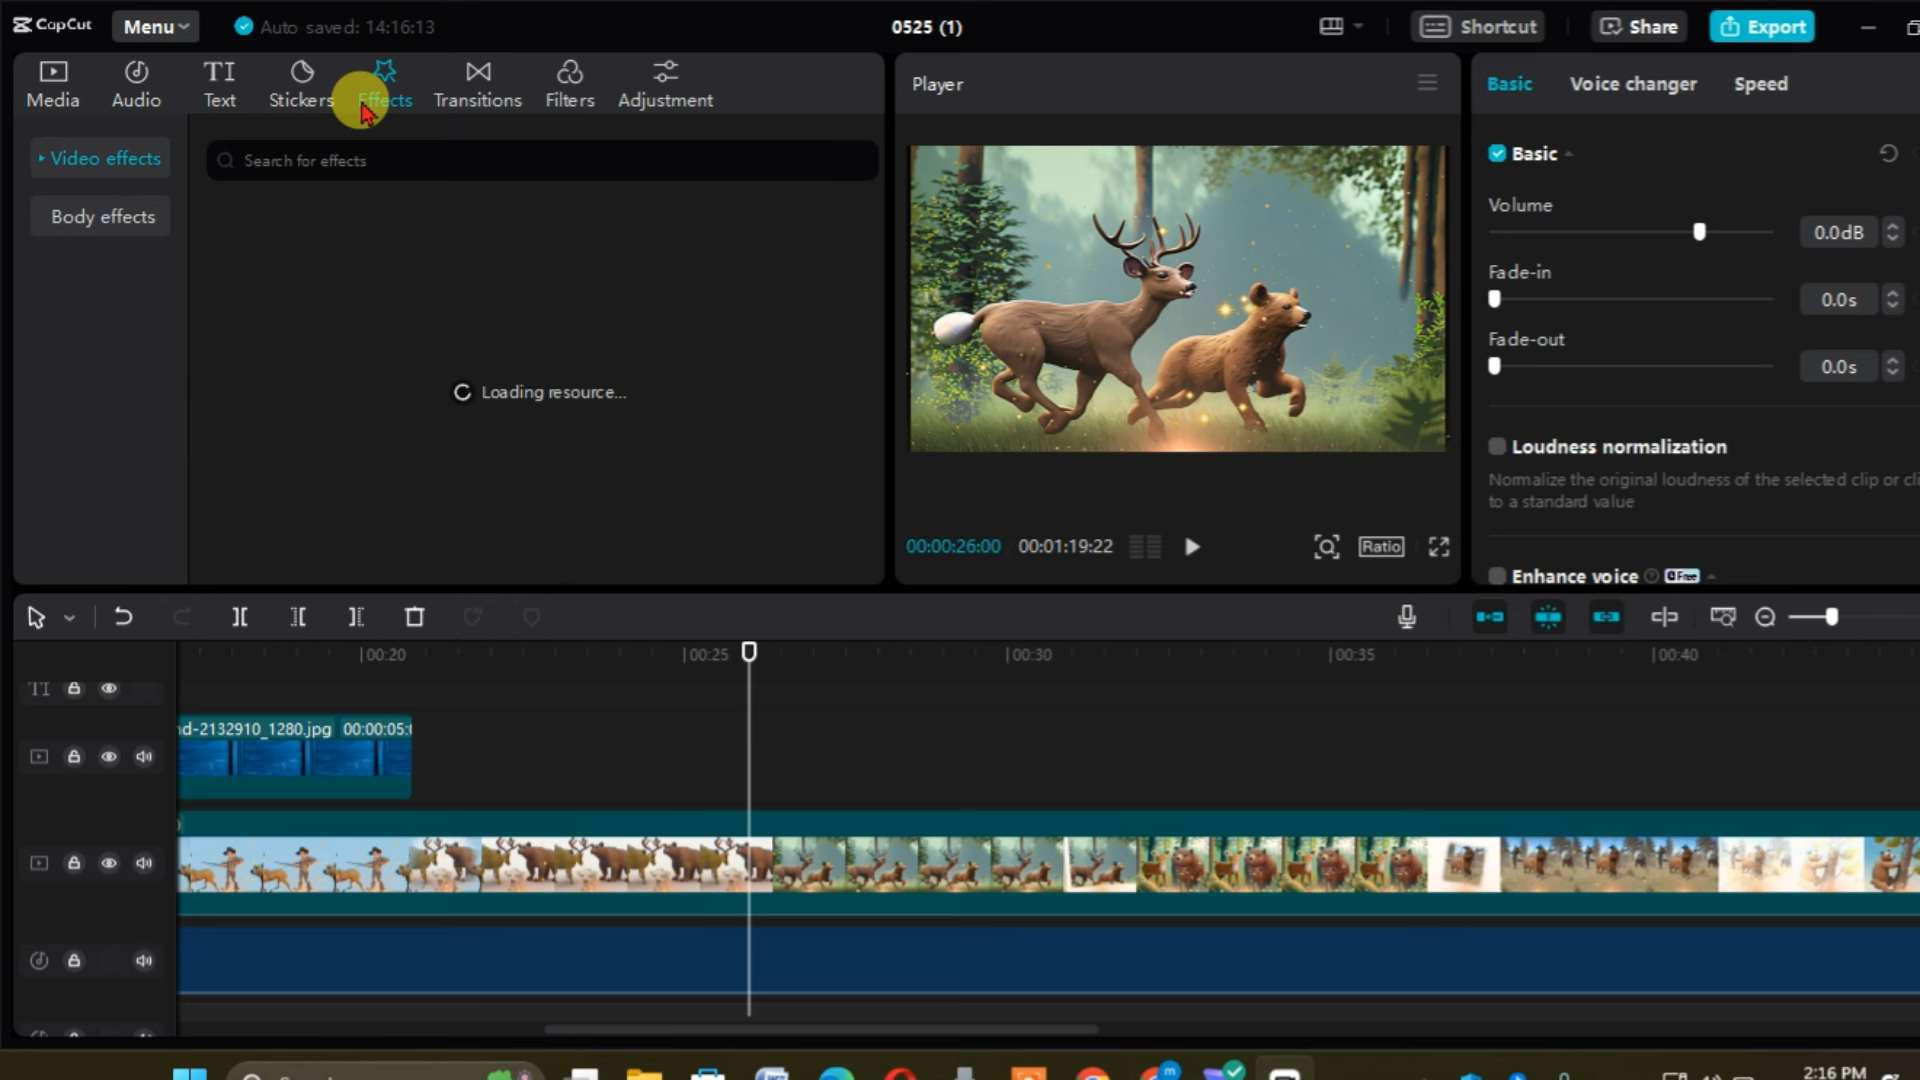 CapCut
Menu
Auto saved: 14:16:13
0525 (1)
Shortcut
Share
Export
Media
Audio
Text
Stickers
Effects
Transitions
Filters
Adjustment
Video effects
Body effects
Search for effects
Loading resource...
Player
00:00:26:00
00:01:19:22
Ratio
Basic
Voice changer
Speed
Basic
Volume
0.0dB
Fade-in
0.0s
Fade-out
0.0s
Loudness normalization
Normalize the original loudness of the selected clip or cli
to a standard value
Enhance voice
Free
00:20
00:25
00:30
00:35
00:40
TI
nd-2132910_1280.jpg 00:00:05:
2:16 PM